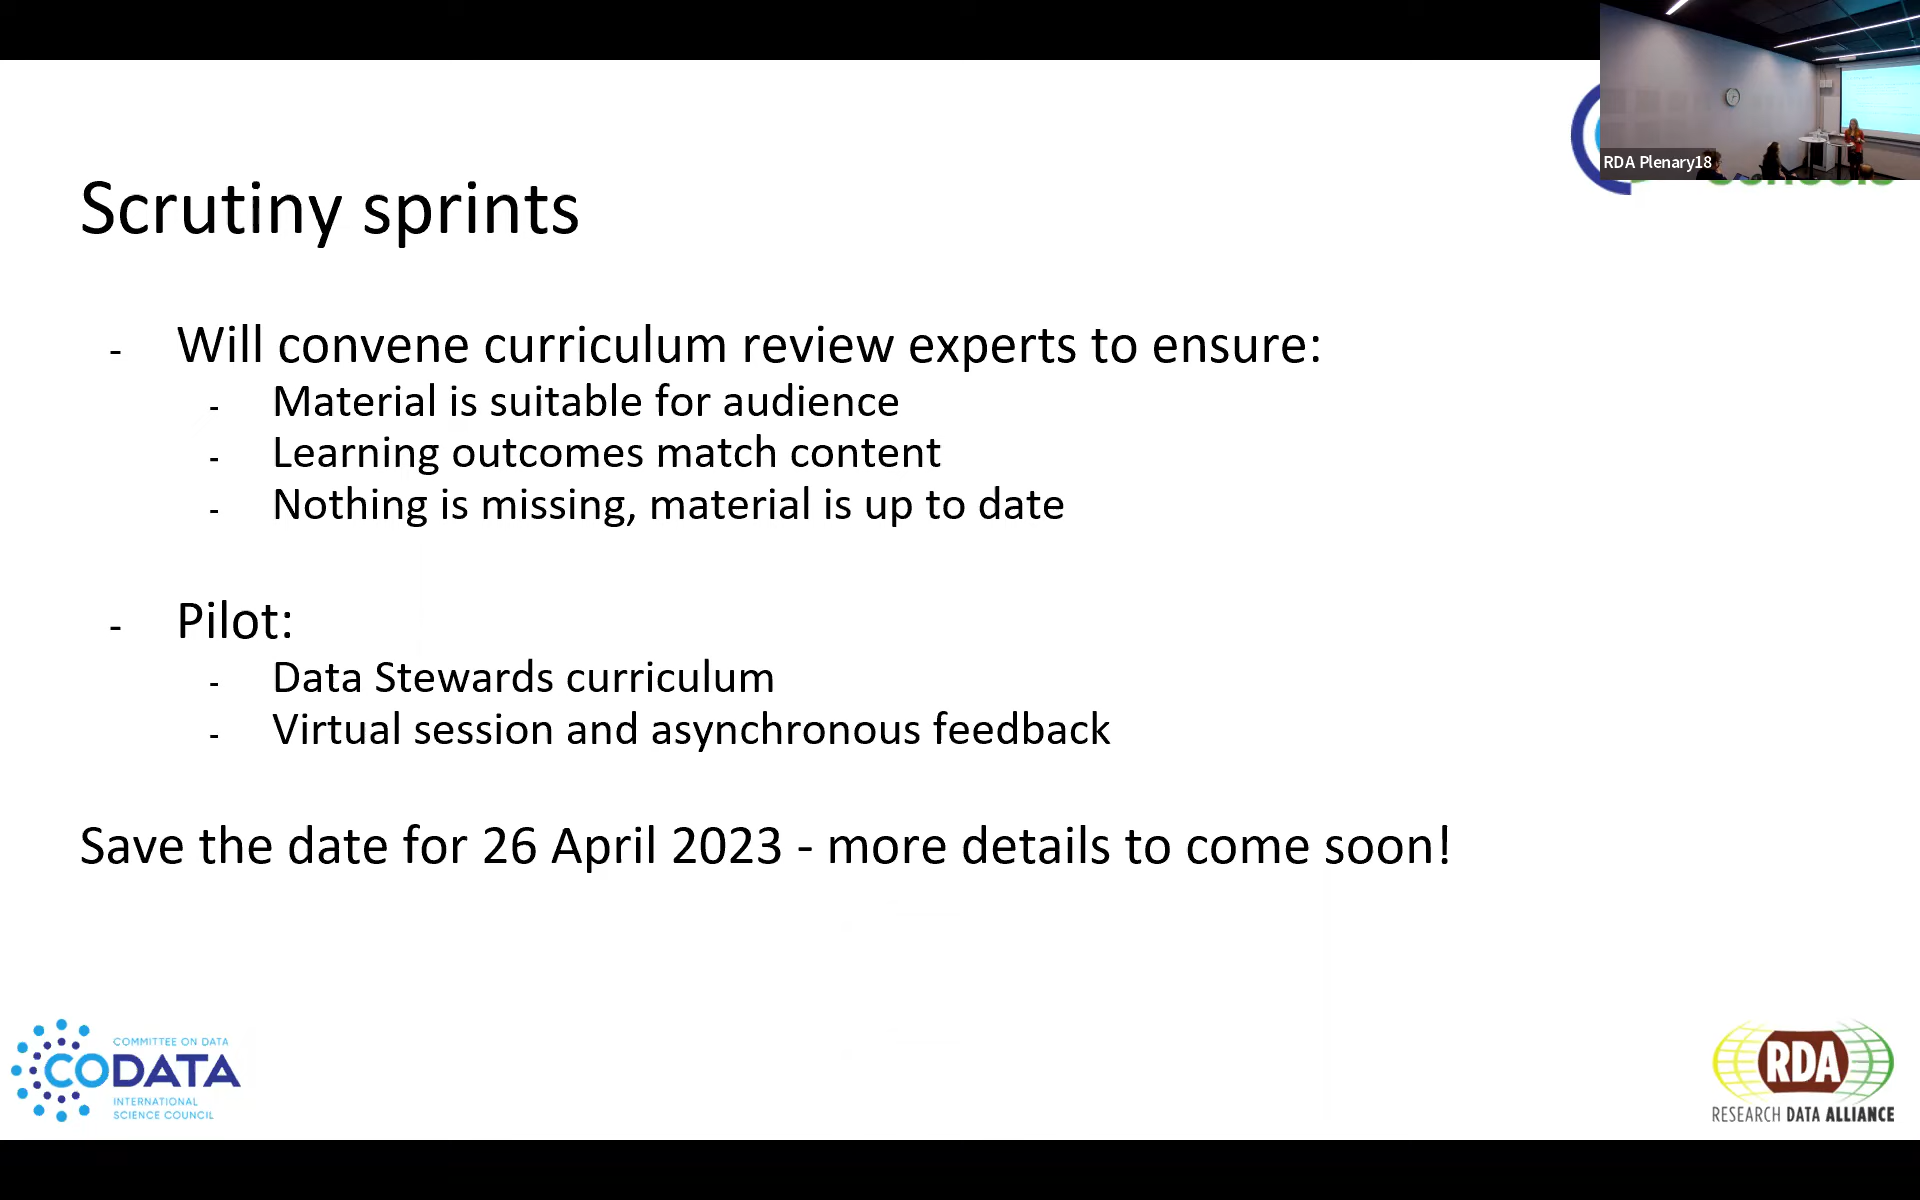 RDA Plenary18
Scrutiny sprints
- Will convene curriculum review experts to ensure:
- Material is suitable for audience
- Learning outcomes match content
- Nothing is missing, material is up to date
- Pilot:
- Data Stewards curriculum
- Virtual session and asynchronous feedback
Save the date for 26 April 2023 - more details to come soon!
COMMITTEE ON DATA
CODATA
INTERNATIONAL
SCIENCE COUNCIL
RDA
RESEARCH DATA ALLIANCE